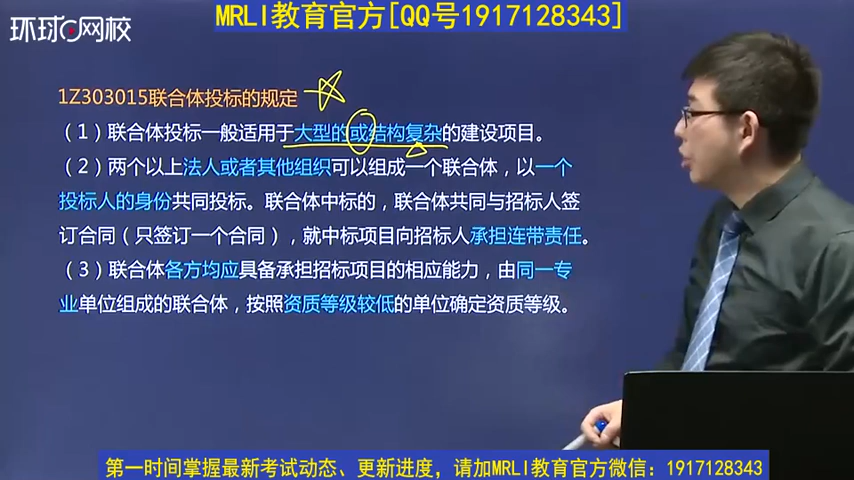 MRLI教育官方[QQ号1917128343]
环球网校
1Z303015联合体投标的规定
（1）联合体投标一般适用于大型的或结构复杂的建设项目。
（2）两个以上法人或者其他组织可以组成一个联合体，以一个
投标人的身份共同投标。联合体中标的，联合体共同与招标人签
订合同（只签订一个合同），就中标项目向招标人承担连带责任。
（3）联合体各方均应具备承担招标项目的相应能力，由同一专
业单位组成的联合体，按照资质等级较低的单位确定资质等级。
第一时间掌握最新考试动态、更新进度，请加MRLI教育官方微信：1917128343